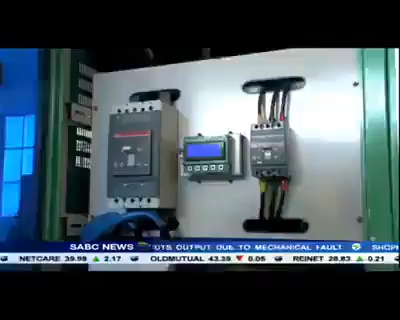 SABC NEWS UTS OUTPUT DUE TO MECHANICAL FAULT SHOP
NETCARE 39.98 ▲ 2.17 OLDMUTUAL 43.39 ▼ 0.05 REINET 28.83 ▲ 0.21